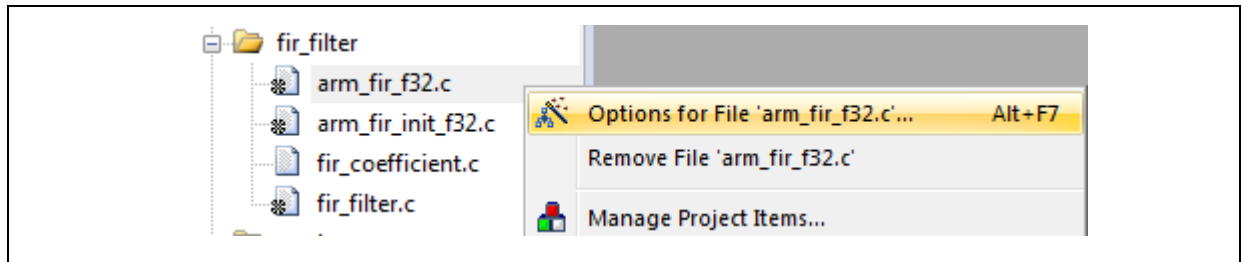 fir_filter
arm_fir_f32.c
arm_fir_init_f32.c
fir_coefficient.c
fir_filter.c
Options for File 'arm_fir_f32.c'... Alt+F7
Remove File 'arm_fir_f32.c'
Manage Project Items...